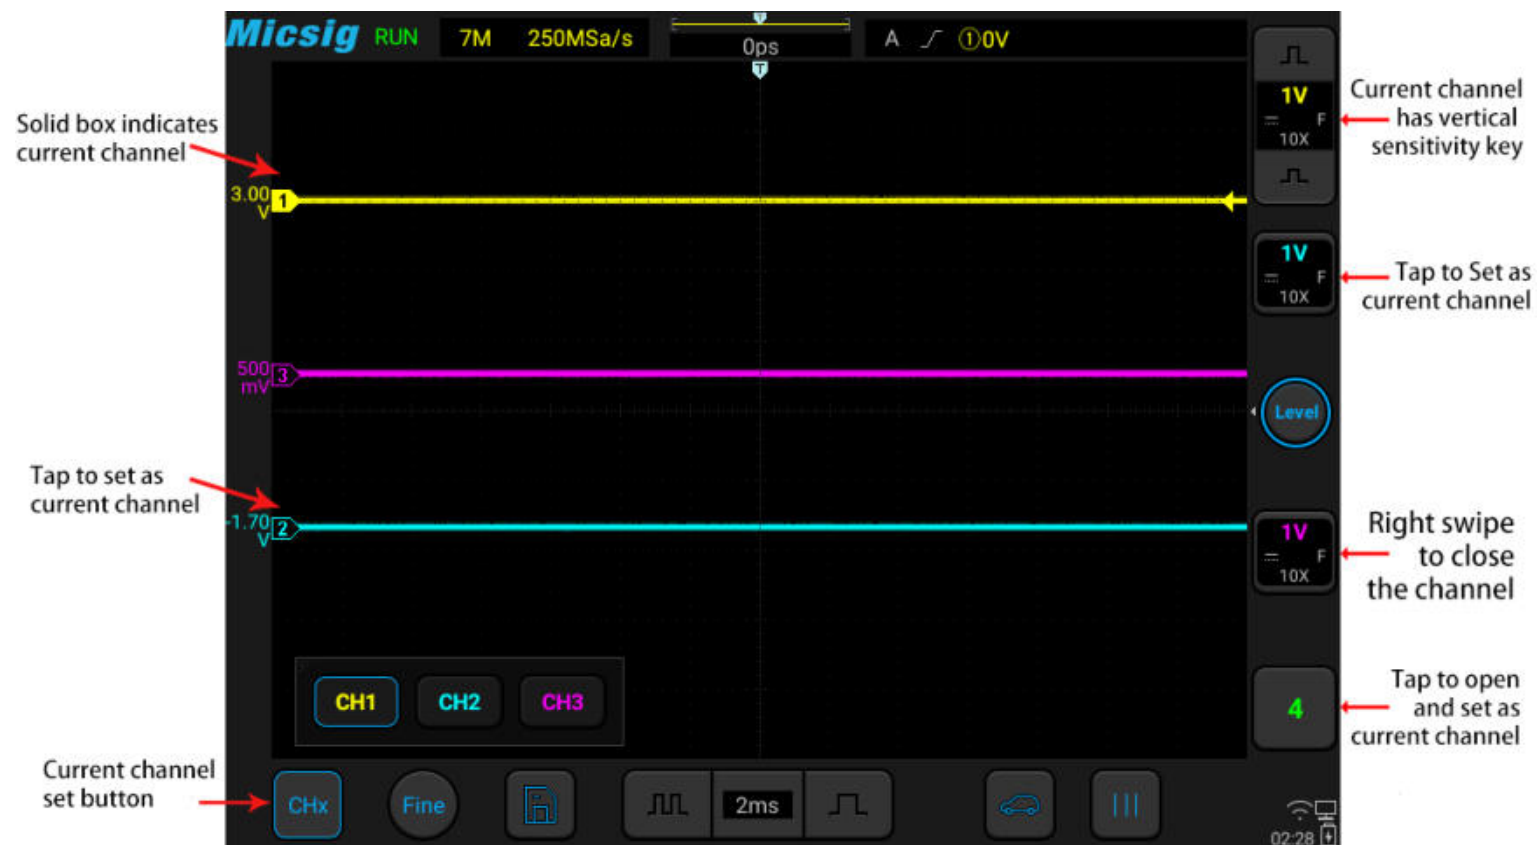 Micsig RUN 7M 250MSa/s 0ps A ①0V
T
T
Solid box indicates
current channel
3.00
V
1
1V
F
10X
Current channel
has vertical
sensitivity key
1V
F
10X
Tap to Set as
current channel
500
mV
3
Level
Tap to set as
current channel
-1.70
V
2
1V
F
10X
Right swipe
to close
the channel
CH1 CH2 CH3
4
Tap to open
and set as
current channel
Current channel
set button
CHx Fine 2ms
02:28